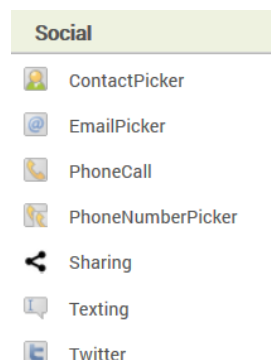 Social
ContactPicker
EmailPicker
PhoneCall
PhoneNumberPicker
Sharing
Texting
Twitter